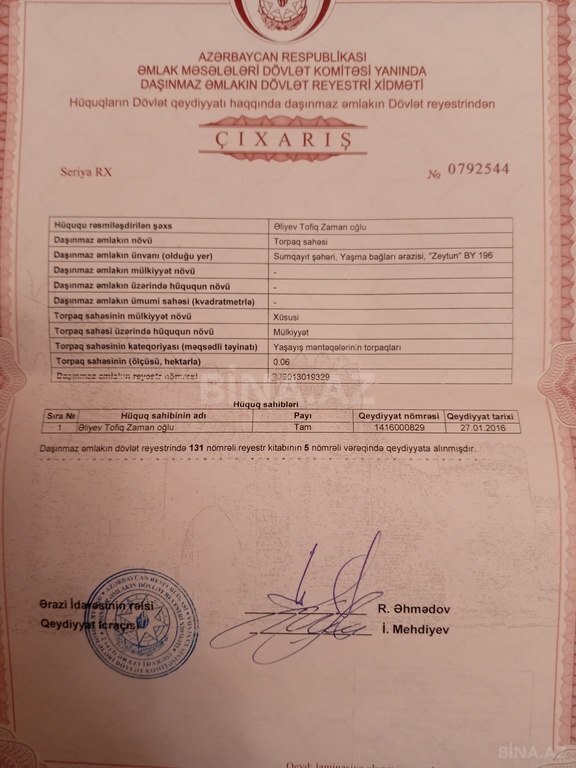 AZƏRBAYCAN RESPUBLİKASI
ƏMLAK MƏSƏLƏLƏRİ DÖVLƏT KOMİTƏSİ YANINDA
DAŞINMAZ ƏMLAKIN DÖVLƏT REYESTRİ XİDMƏTİ
Hüquqların Dövlət qeydiyyatı haqqında daşınmaz əmlakın Dövlət reyestrindən
ÇIXARIŞ
Seriya RX № 0792544
Hüququ rəsmiləşdirilən şəxs Əliyev Tofiq Zaman oğlu
Daşınmaz əmlakın növü Torpaq sahəsi
Daşınmaz əmlakın ünvanı (olduğu yer) Sumqayıt şəhəri, Yaşma bağları ərazisi, "Zeytun" BY 196
Daşınmaz əmlakın mülkiyyət növü -
Daşınmaz əmlakın üzərində hüququn növü -
Daşınmaz əmlakın ümumi sahəsi (kvadratmetrlə) -
Torpaq sahəsinin mülkiyyət növü Xüsusi
Torpaq sahəsi üzərində hüququn növü Mülkiyyət
Torpaq sahəsinin kateqoriyası (məqsədli təyinatı) Yaşayış məntəqələrinin torpaqları
Torpaq sahəsinin (ölçüsü, hektarla) 0.06
Daşınmaz əmlakın reyestr nömrəsi 306013019329
BİNA.AZ
Hüquq sahibləri
Sıra № Hüquq sahibinin adı Payı Qeydiyyat nömrəsi Qeydiyyat tarixi
1 Əliyev Tofiq Zaman oğlu Tam 1416000829 27.01.2016
Daşınmaz əmlakın dövlət reyestrində 131 nömrəli reyestr kitabının 5 nömrəli vərəqində qeydiyyata alınmışdır.
Ərazi İdarəsinin rəisi R. Əhmədov
Qeydiyyat icraçısı İ. Mehdiyev
BİNA.AZ